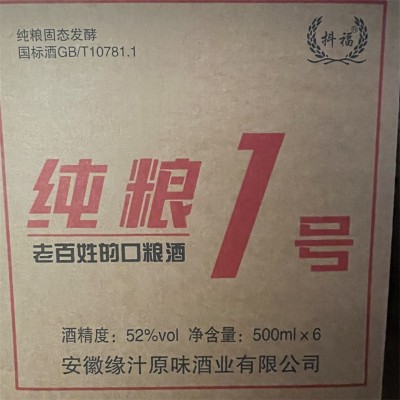 纯粮固态发酵
国标酒GB/T10781.1
抖福®
纯粮1号
老百姓的口粮酒
酒精度：52%vol 净含量：500ml×6
安徽缘汁原味酒业有限公司